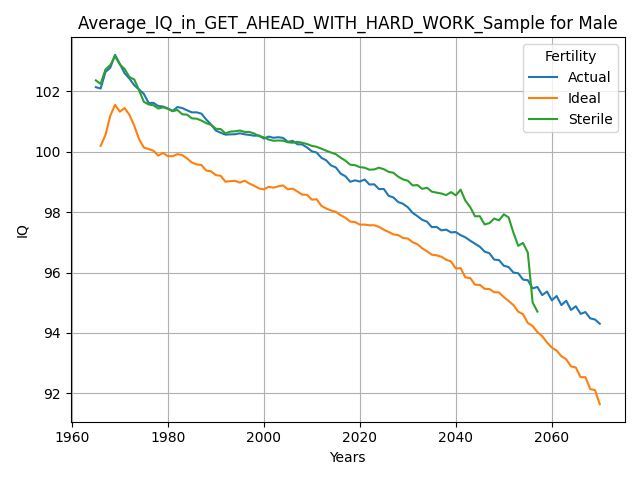 Average_IQ_in_GET_AHEAD_WITH_HARD_WORK_Sample for Male
Fertility
Actual
Ideal
Sterile
IQ
102
100
98
96
94
92
1960
1980
2000
2020
2040
2060
Years